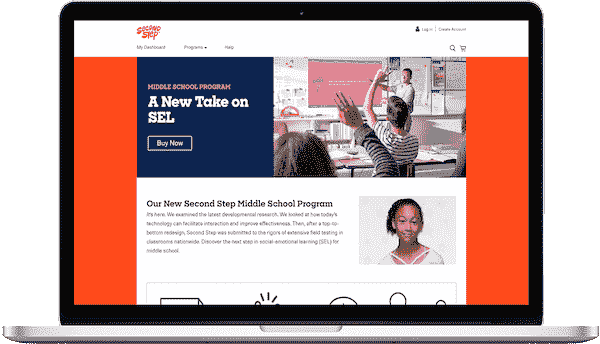 SECOND
STEP
Log in | Create Account
My Dashboard Programs Help
MIDDLE SCHOOL PROGRAM
A New Take on
SEL
Buy Now
Our New Second Step Middle School Program
It's here. We examined the latest developmental research. We looked at how today's
technology can facilitate interaction and improve effectiveness. Then, after a top-to-
bottom redesign, Second Step was submitted to the rigors of extensive field testing in
classrooms nationwide. Discover the next step in social-emotional learning (SEL) for
middle school.